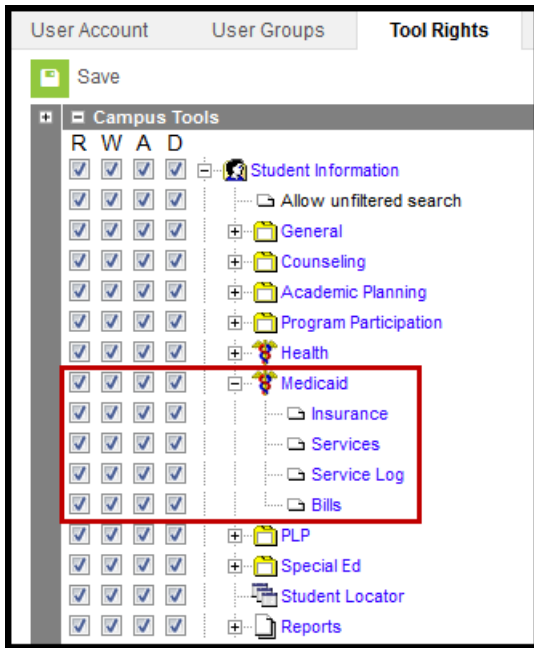 User Account User Groups Tool Rights
Save
Campus Tools
R W A D
Student Information
Allow unfiltered search
General
Counseling
Academic Planning
Program Participation
Health
Medicaid
Insurance
Services
Service Log
Bills
PLP
Special Ed
Student Locator
Reports